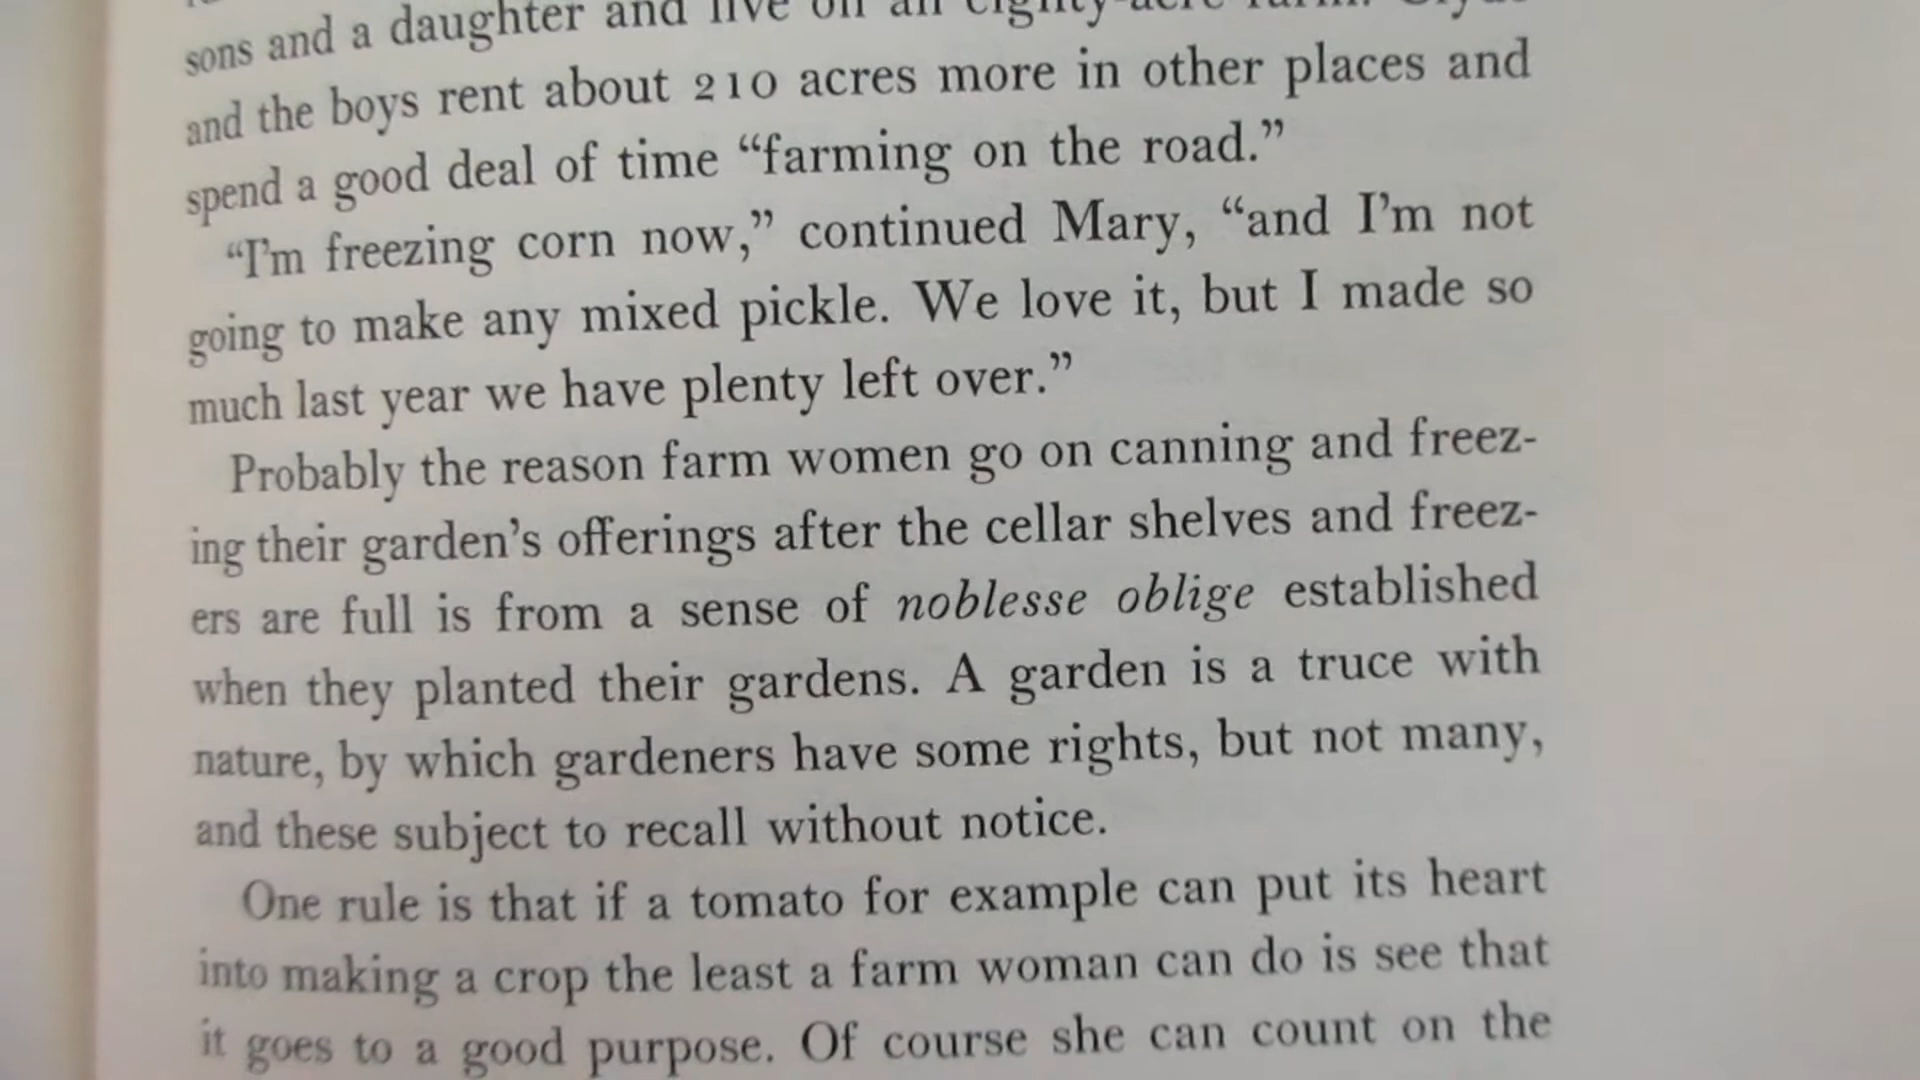 sons and a daughter and live on an eighty-acre farm. Clyde
and the boys rent about 210 acres more in other places and
spend a good deal of time “farming on the road.”
“I’m freezing corn now,” continued Mary, “and I’m not
going to make any mixed pickle. We love it, but I made so
much last year we have plenty left over.”
Probably the reason farm women go on canning and freez-
ing their garden’s offerings after the cellar shelves and freez-
ers are full is from a sense of noblesse oblige established
when they planted their gardens. A garden is a truce with
nature, by which gardeners have some rights, but not many,
and these subject to recall without notice.
One rule is that if a tomato for example can put its heart
into making a crop the least a farm woman can do is see that
it goes to a good purpose. Of course she can count on the